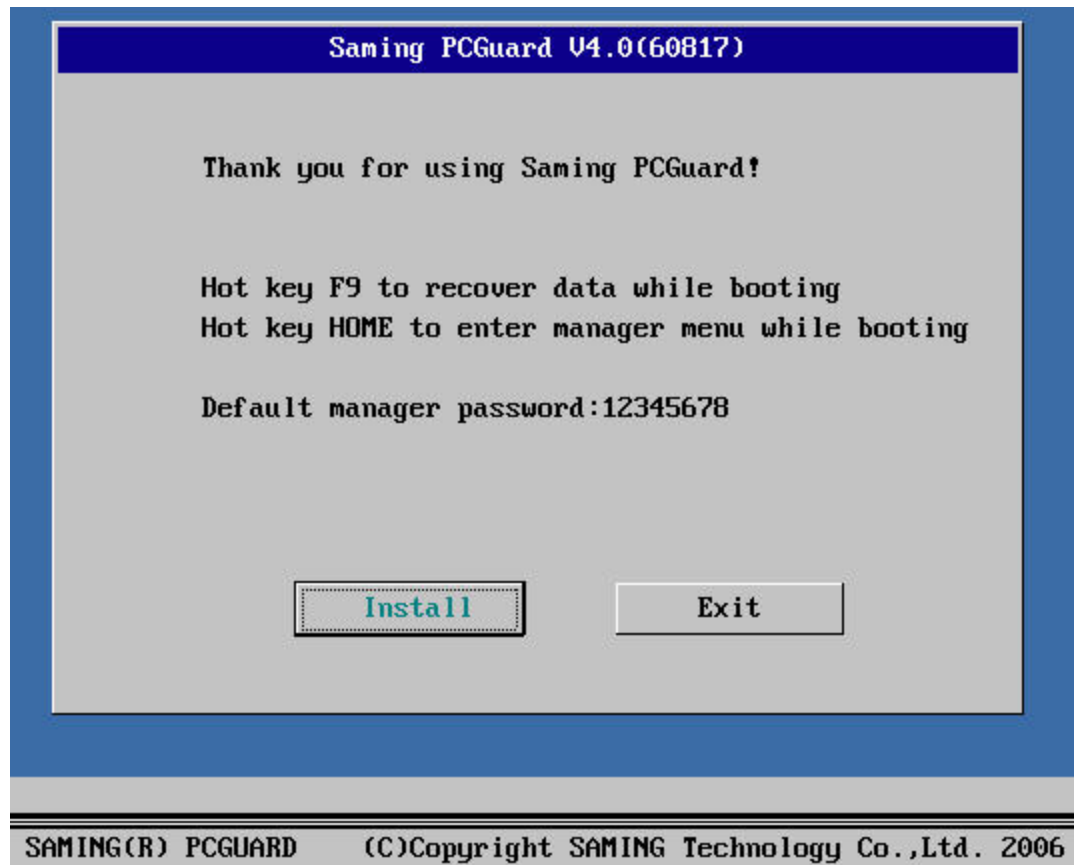 Saming PCGuard V4.0(60817)
Thank you for using Saming PCGuard!
Hot key F9 to recover data while booting
Hot key HOME to enter manager menu while booting
Default manager password:12345678
Install Exit
SAMING(R) PCGUARD (C)Copyright SAMING Technology Co.,Ltd. 2006